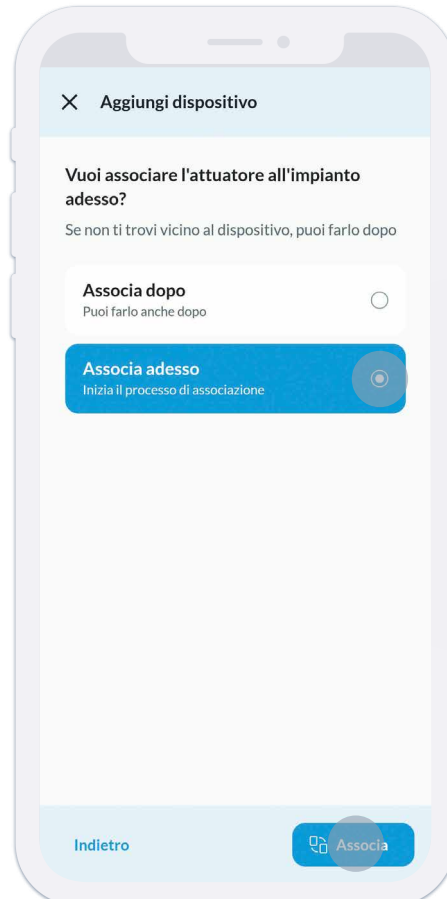 Aggiungi dispositivo
Vuoi associare l'attuatore all'impianto
adesso?
Se non ti trovi vicino al dispositivo, puoi farlo dopo
Associa dopo
Puoi farlo anche dopo
Associa adesso
Inizia il processo di associazione
Indietro
Associa